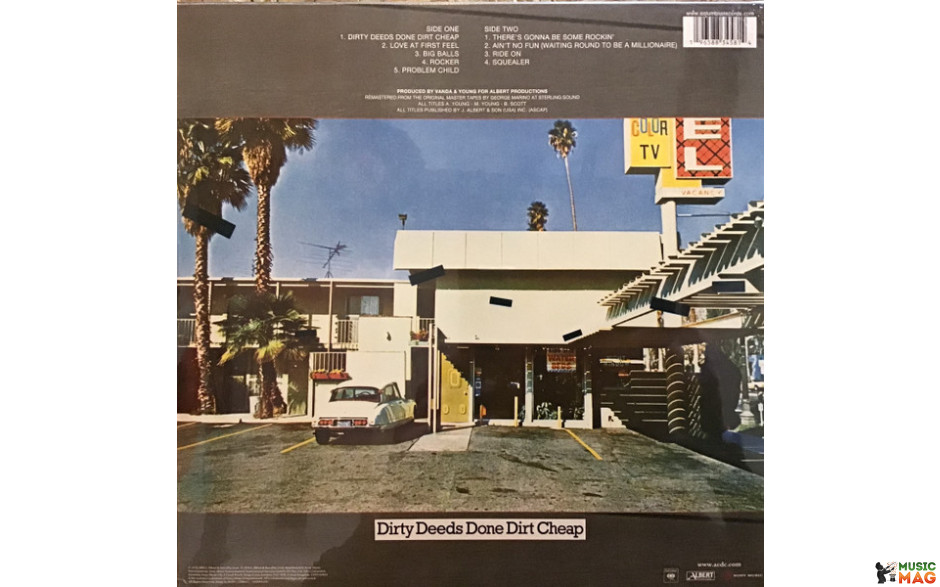 SIDE ONE
1. DIRTY DEEDS DONE DIRT CHEAP
2. LOVE AT FIRST FEEL
3. BIG BALLS
4. ROCKER
5. PROBLEM CHILD
SIDE TWO
1. THERE'S GONNA BE SOME ROCKIN'
2. AIN'T NO FUN (WAITING ROUND TO BE A MILLIONAIRE)
3. RIDE ON
4. SQUEALER
PRODUCED BY VANDA & YOUNG FOR ALBERT PRODUCTIONS
REMASTERED FROM THE ORIGINAL MASTER TAPES BY GEORGE MARINO AT STERLING SOUND
ALL TITLES A. YOUNG - M. YOUNG - B. SCOTT
ALL TITLES PUBLISHED BY J. ALBERT & SON (USA) INC. (ASCAP)
COLOR
TV
EL
VACANCY
Dirty Deeds Done Dirt Cheap
www.acdc.com
ALBERT
MUSIC
MAG